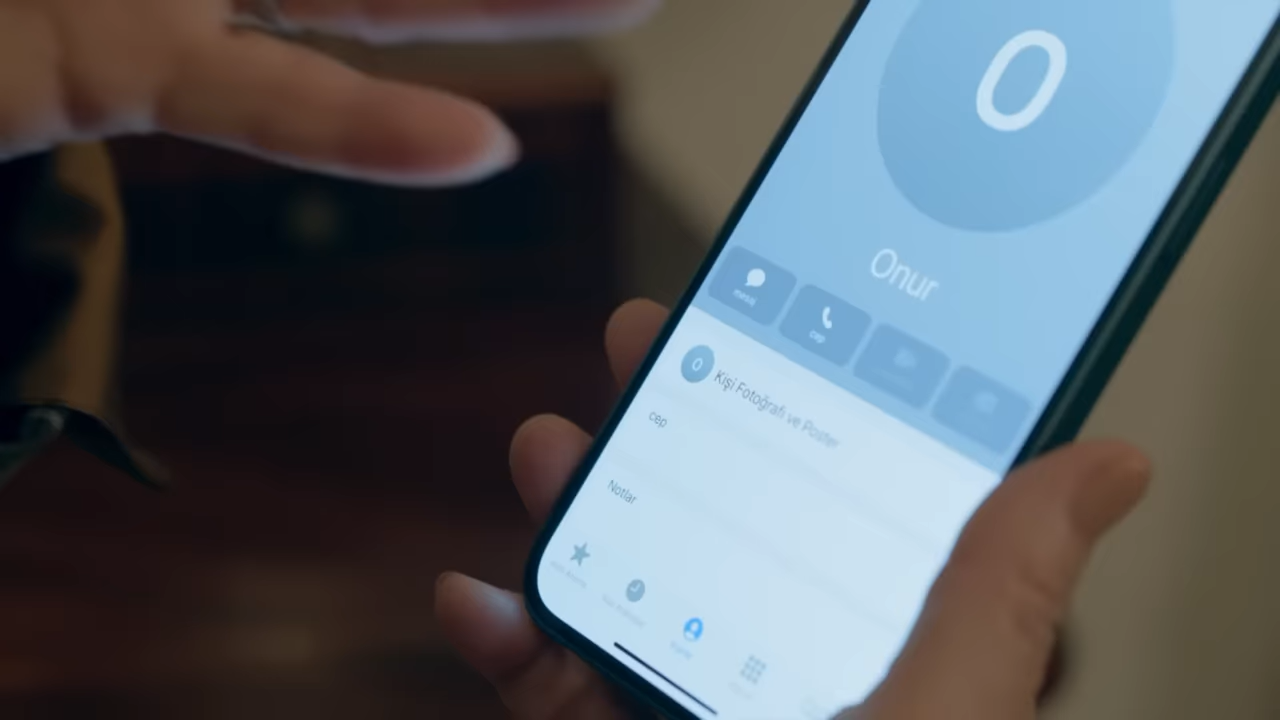 O
Onur
mesaj
cep
O
Kişi Fotoğrafı ve Poster
cep
Notlar